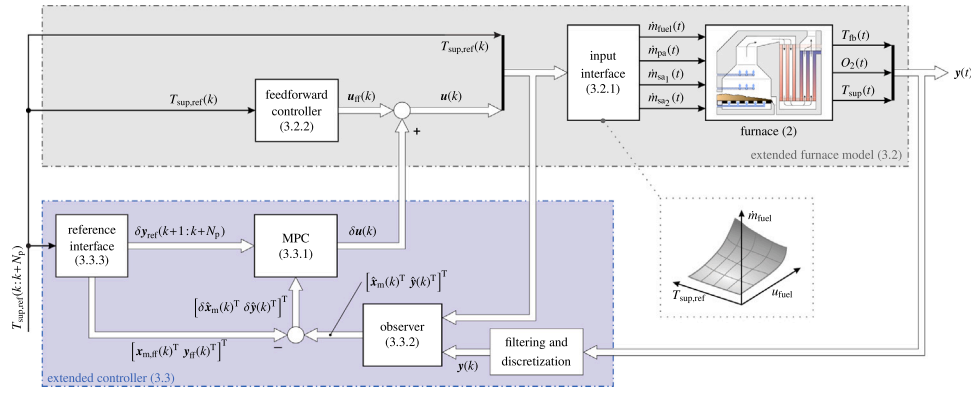 T_sup,ref(k)
ṁ_fuel(t)
ṁ_pa(t)
ṁ_sa1(t)
ṁ_sa2(t)
input
interface
(3.2.1)
T_fb(t)
O_2(t)
T_sup(t)
y(t)
furnace (2)
T_sup,ref(k)
feedforward
controller
(3.2.2)
u_ff(k)
u(k)
+
extended furnace model (3.2)
T_sup,ref(k:k+N_p)
reference
interface
(3.3.3)
δy_ref(k+1:k+N_p)
MPC
(3.3.1)
δu(k)
[δx̂_m(k)^T δŷ(k)^T]^T
[x̂_m(k)^T ŷ(k)^T]^T
−
[x_m,ff(k)^T y_ff(k)^T]^T
observer
(3.3.2)
y(k)
filtering and
discretization
extended controller (3.3)
ṁ_fuel
T_sup,ref
u_fuel